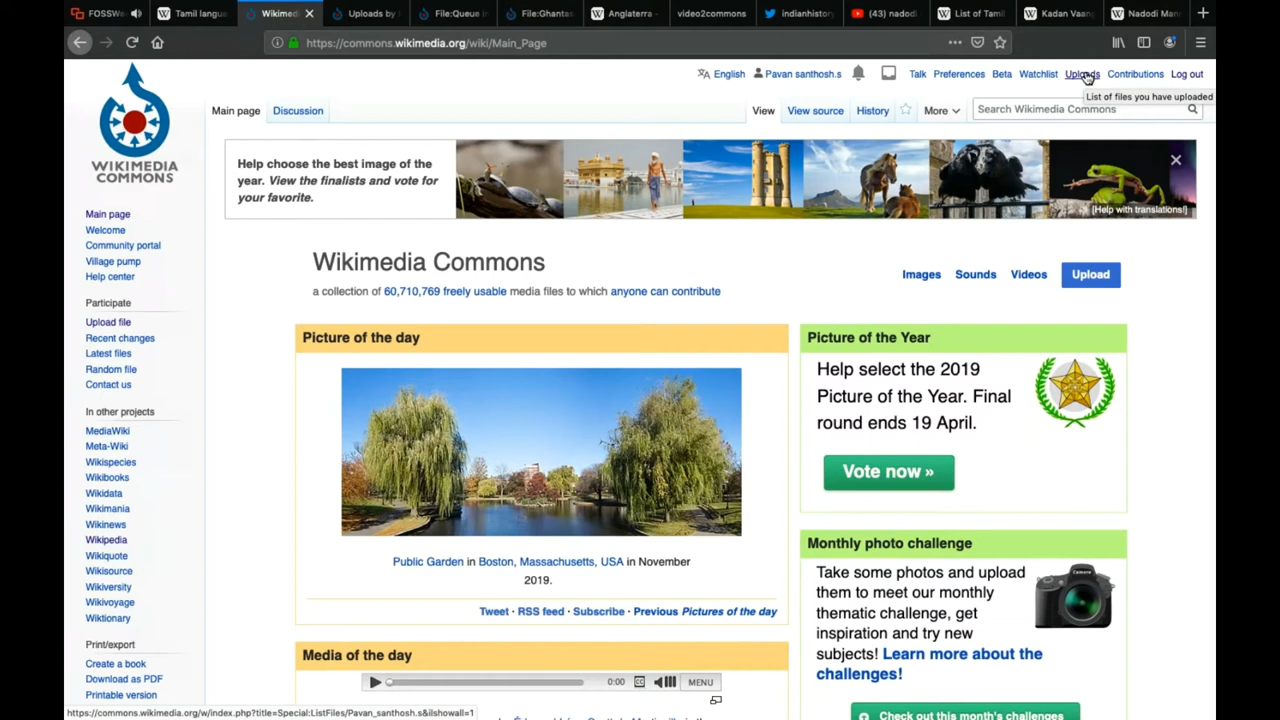 FOSSWe
Tamil langua
Wikimedi
Uploads by
File:Queue in
File:Ghanta
Anglaterra -
video2commons
indianhistory
(43) nadodi
List of Tamil
Kadan Vaang
Nadodi Mann
https://commons.wikimedia.org/wiki/Main_Page
English Pavan santhosh.s Talk Preferences Beta Watchlist Uploads Contributions Log out
List of files you have uploaded
Main page Discussion View View source History More Search Wikimedia Commons
WIKIMEDIA
COMMONS
Help choose the best image of the
year. View the finalists and vote for
your favorite.
[Help with translations!]
Main page
Welcome
Community portal
Village pump
Help center
Participate
Upload file
Recent changes
Latest files
Random file
Contact us
In other projects
MediaWiki
Meta-Wiki
Wikispecies
Wikibooks
Wikidata
Wikimania
Wikinews
Wikipedia
Wikiquote
Wikisource
Wikiversity
Wikivoyage
Wiktionary
Print/export
Create a book
Download as PDF
Printable version
Wikimedia Commons
a collection of 60,710,769 freely usable media files to which anyone can contribute
Images Sounds Videos Upload
Picture of the day
Public Garden in Boston, Massachusetts, USA in November
2019.
Tweet · RSS feed · Subscribe · Previous Pictures of the day
Media of the day
0:00 MENU
Picture of the Year
Help select the 2019
Picture of the Year. Final
round ends 19 April.
Vote now »
Monthly photo challenge
Take some photos and upload
them to meet our monthly
thematic challenge, get
inspiration and try new
subjects! Learn more about the
challenges!
Check out this month's challenges
https://commons.wikimedia.org/w/index.php?title=Special:ListFiles/Pavan_santhosh.s&ilshowall=1